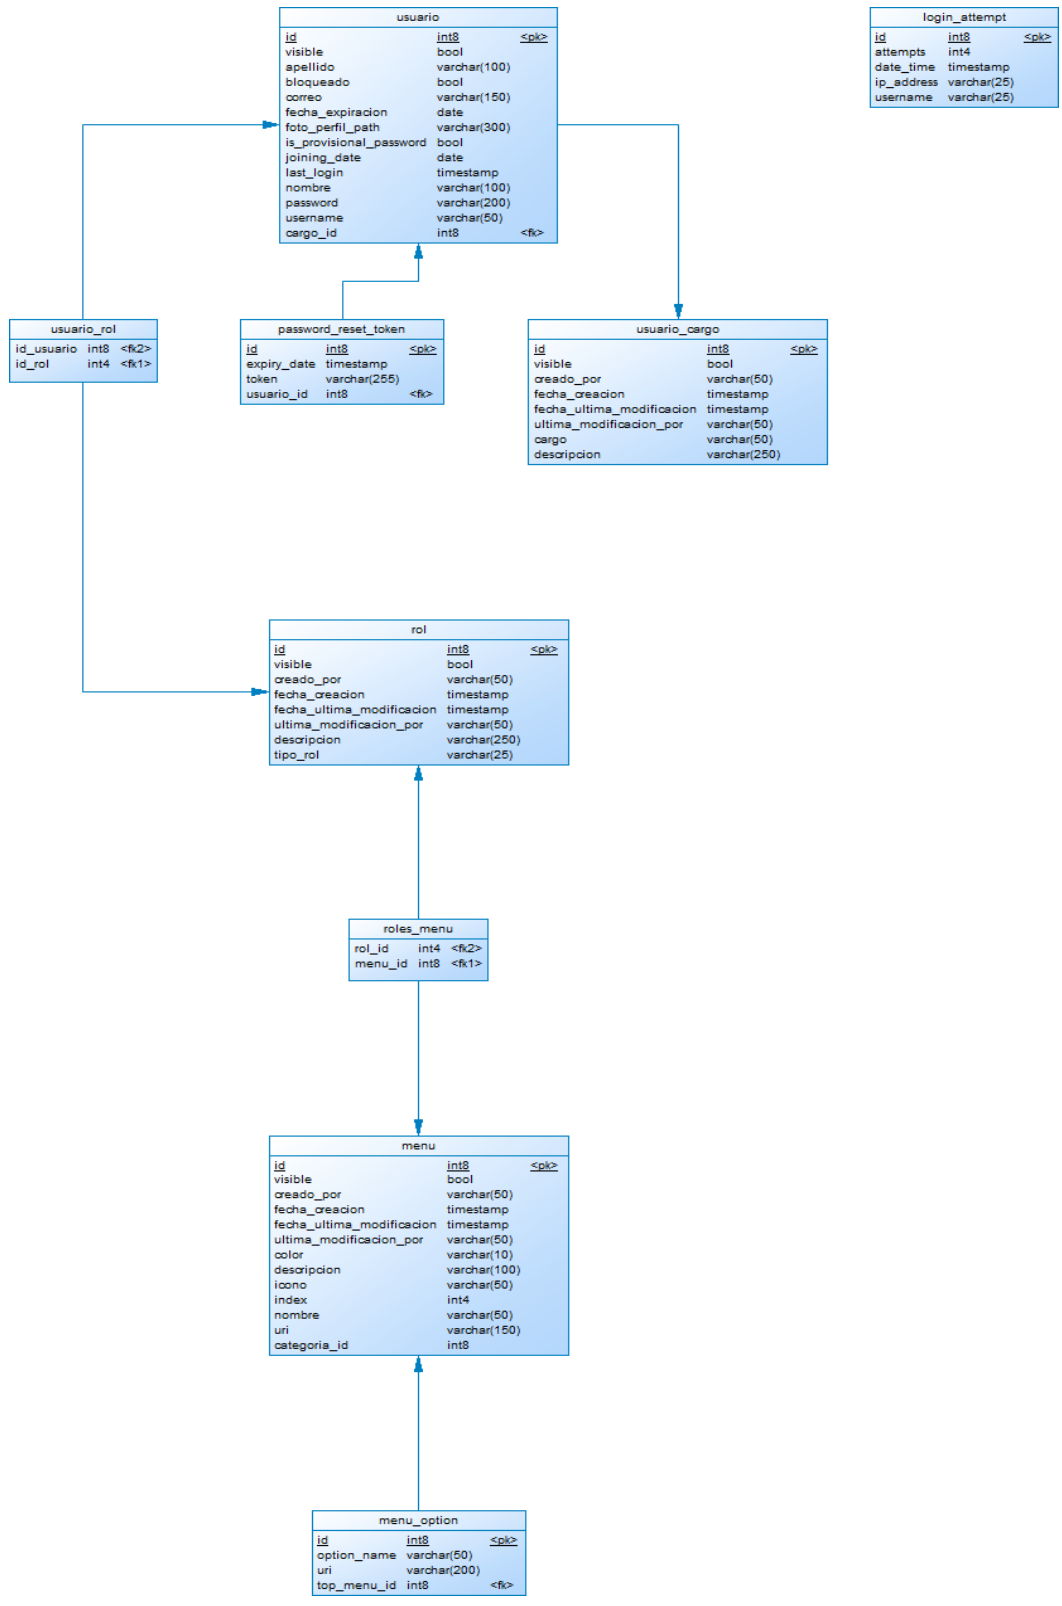 usuario
id int8 <pk>
visible bool
apellido varchar(100)
bloqueado bool
correo varchar(150)
fecha_expiracion date
foto_perfil_path varchar(300)
is_provisional_password bool
joining_date date
last_login timestamp
nombre varchar(100)
password varchar(200)
username varchar(50)
cargo_id int8 <fk>
login_attempt
id int8 <pk>
attempts int4
date_time timestamp
ip_address varchar(25)
username varchar(25)
usuario_rol
id_usuario int8 <fk2>
id_rol int4 <fk1>
password_reset_token
id int8 <pk>
expiry_date timestamp
token varchar(255)
usuario_id int8 <fk>
usuario_cargo
id int8 <pk>
visible bool
creado_por varchar(50)
fecha_creacion timestamp
fecha_ultima_modificacion timestamp
ultima_modificacion_por varchar(50)
cargo varchar(50)
descripcion varchar(250)
rol
id int8 <pk>
visible bool
creado_por varchar(50)
fecha_creacion timestamp
fecha_ultima_modificacion timestamp
ultima_modificacion_por varchar(50)
descripcion varchar(250)
tipo_rol varchar(25)
roles_menu
rol_id int4 <fk2>
menu_id int8 <fk1>
menu
id int8 <pk>
visible bool
creado_por varchar(50)
fecha_creacion timestamp
fecha_ultima_modificacion timestamp
ultima_modificacion_por varchar(50)
color varchar(10)
descripcion varchar(100)
icono varchar(50)
index int4
nombre varchar(50)
uri varchar(150)
categoria_id int8
menu_option
id int8 <pk>
option_name varchar(50)
uri varchar(200)
top_menu_id int8 <fk>